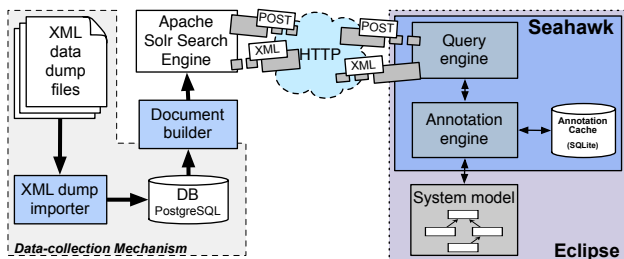 XML
data
dump
files
Apache
Solr Search
Engine
POST
XML
HTTP
POST
XML
Seahawk
Query
engine
Document
builder
Annotation
engine
Annotation
Cache
(SQLite)
XML dump
importer
DB
PostgreSQL
System model
Data-collection Mechanism
Eclipse